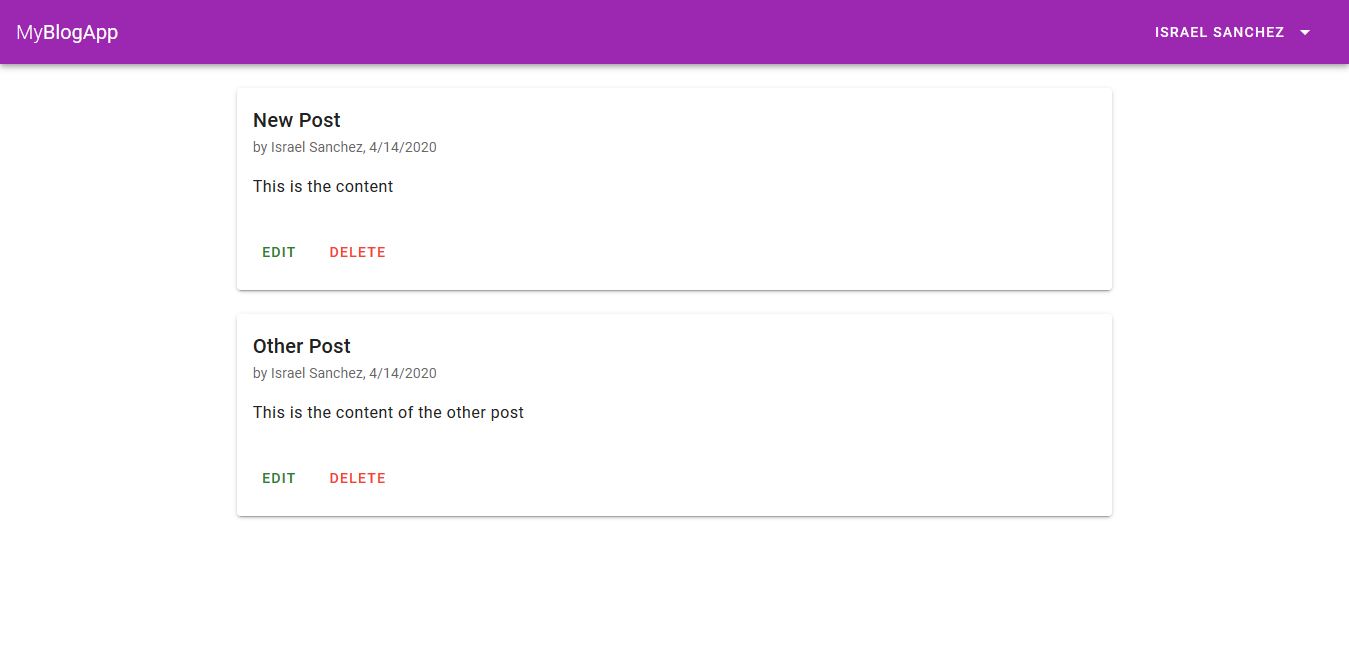 MyBlogApp
ISRAEL SANCHEZ
New Post
by Israel Sanchez, 4/14/2020
This is the content
EDIT DELETE
Other Post
by Israel Sanchez, 4/14/2020
This is the content of the other post
EDIT DELETE